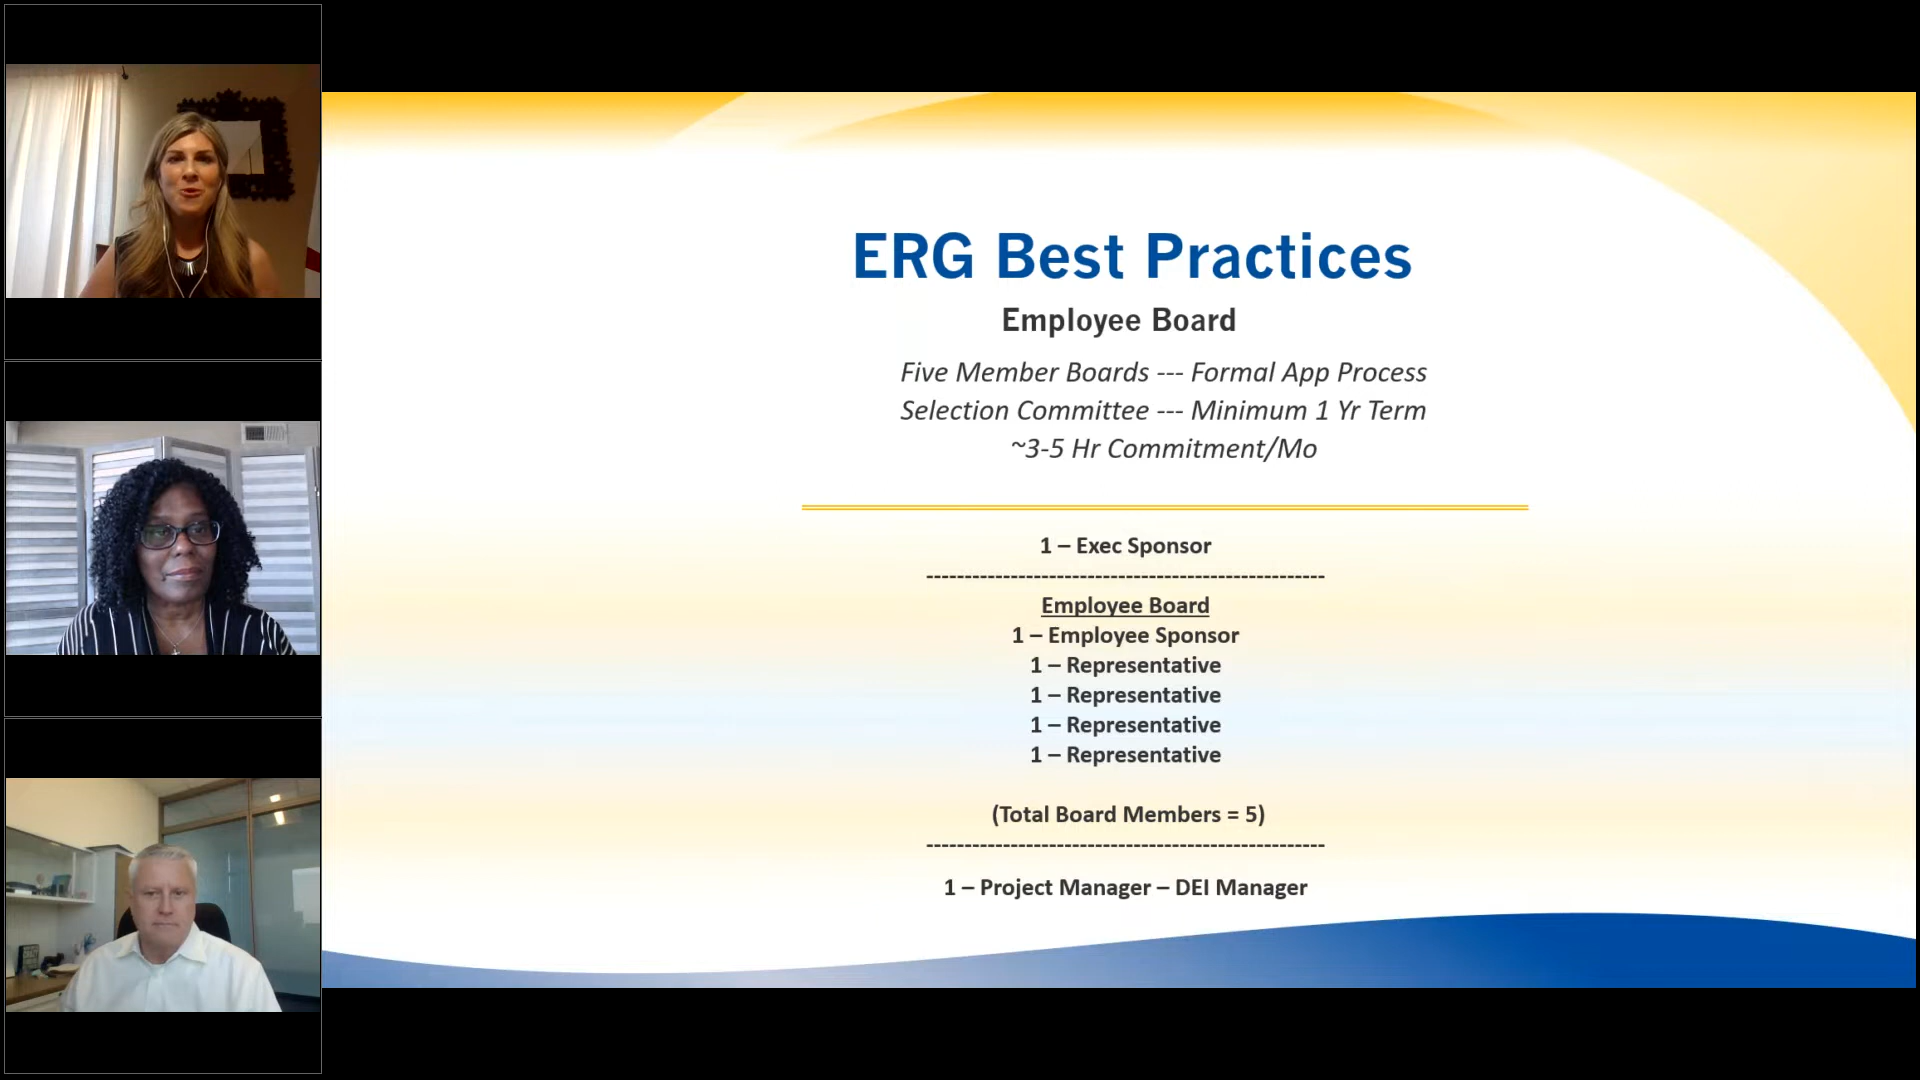 ERG Best Practices
Employee Board
Five Member Boards --- Formal App Process
Selection Committee --- Minimum 1 Yr Term
~3-5 Hr Commitment/Mo
1 – Exec Sponsor
-----------------------------------------------------
Employee Board
1 – Employee Sponsor
1 – Representative
1 – Representative
1 – Representative
1 – Representative
(Total Board Members = 5)
-----------------------------------------------------
1 – Project Manager – DEI Manager